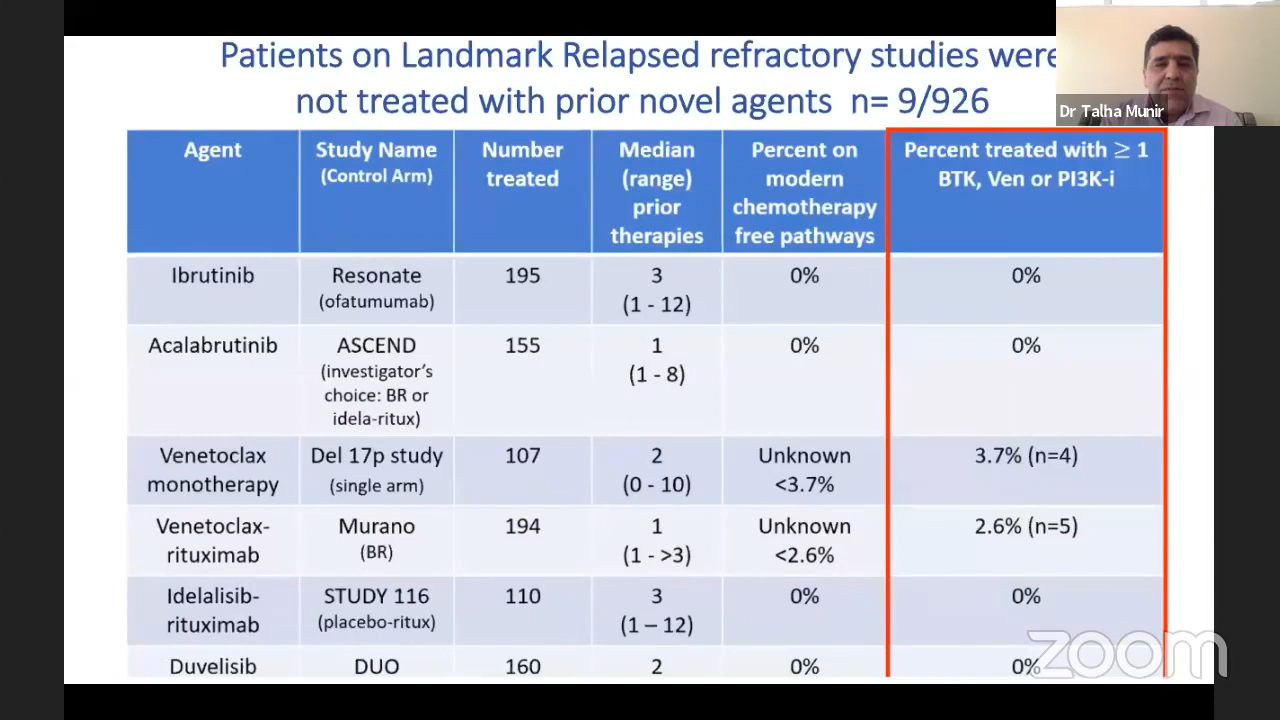 Patients on Landmark Relapsed refractory studies were
not treated with prior novel agents n= 9/926
Dr Talha Munir
Agent
Study Name
(Control Arm)
Number
treated
Median
(range)
prior
therapies
Percent on
modern
chemotherapy
free pathways
Percent treated with ≥ 1
BTK, Ven or PI3K-i
Ibrutinib
Resonate
(ofatumumab)
195
3
(1 - 12)
0%
0%
Acalabrutinib
ASCEND
(investigator's
choice: BR or
idela-ritux)
155
1
(1 - 8)
0%
0%
Venetoclax
monotherapy
Del 17p study
(single arm)
107
2
(0 - 10)
Unknown
<3.7%
3.7% (n=4)
Venetoclax-
rituximab
Murano
(BR)
194
1
(1 - >3)
Unknown
<2.6%
2.6% (n=5)
Idelalisib-
rituximab
STUDY 116
(placebo-ritux)
110
3
(1 – 12)
0%
0%
Duvelisib
DUO
160
2
0%
0%
zoom